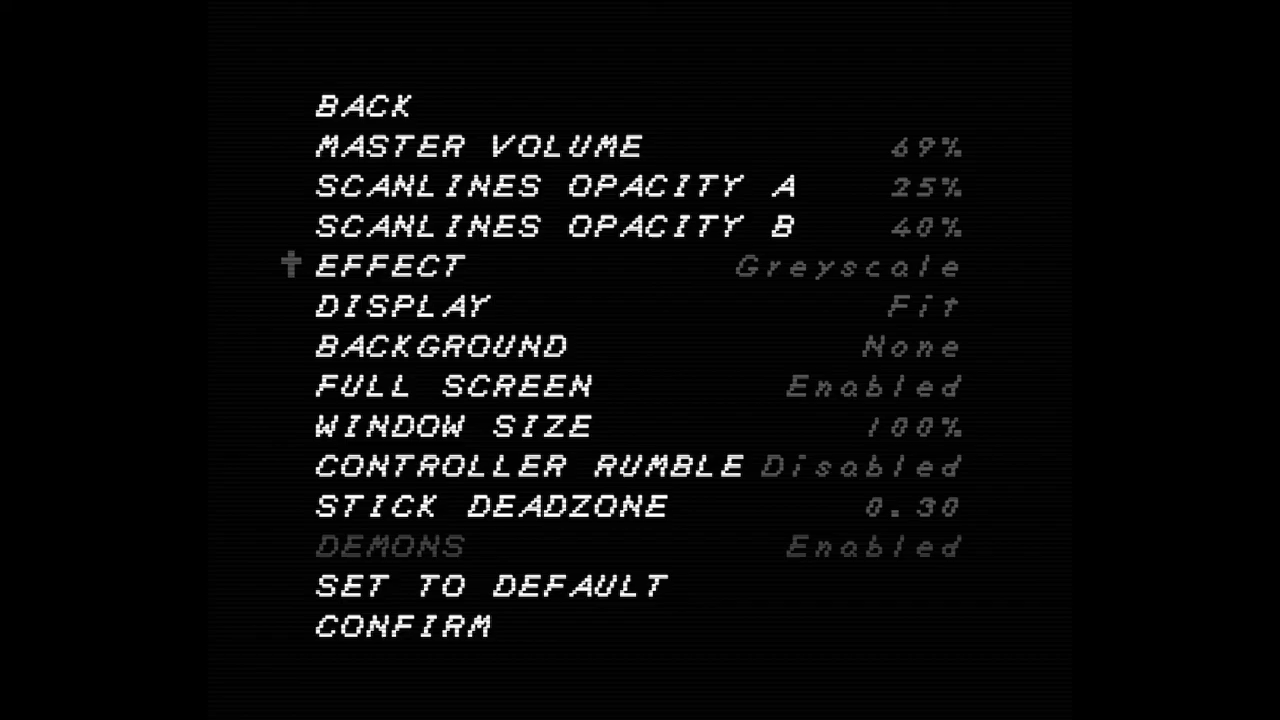 BACK
MASTER VOLUME 69%
SCANLINES OPACITY A 25%
SCANLINES OPACITY B 40%
EFFECT Greyscale
DISPLAY Fit
BACKGROUND None
FULL SCREEN Enabled
WINDOW SIZE 100%
CONTROLLER RUMBLE Disabled
STICK DEADZONE 0.30
DEMONS Enabled
SET TO DEFAULT
CONFIRM